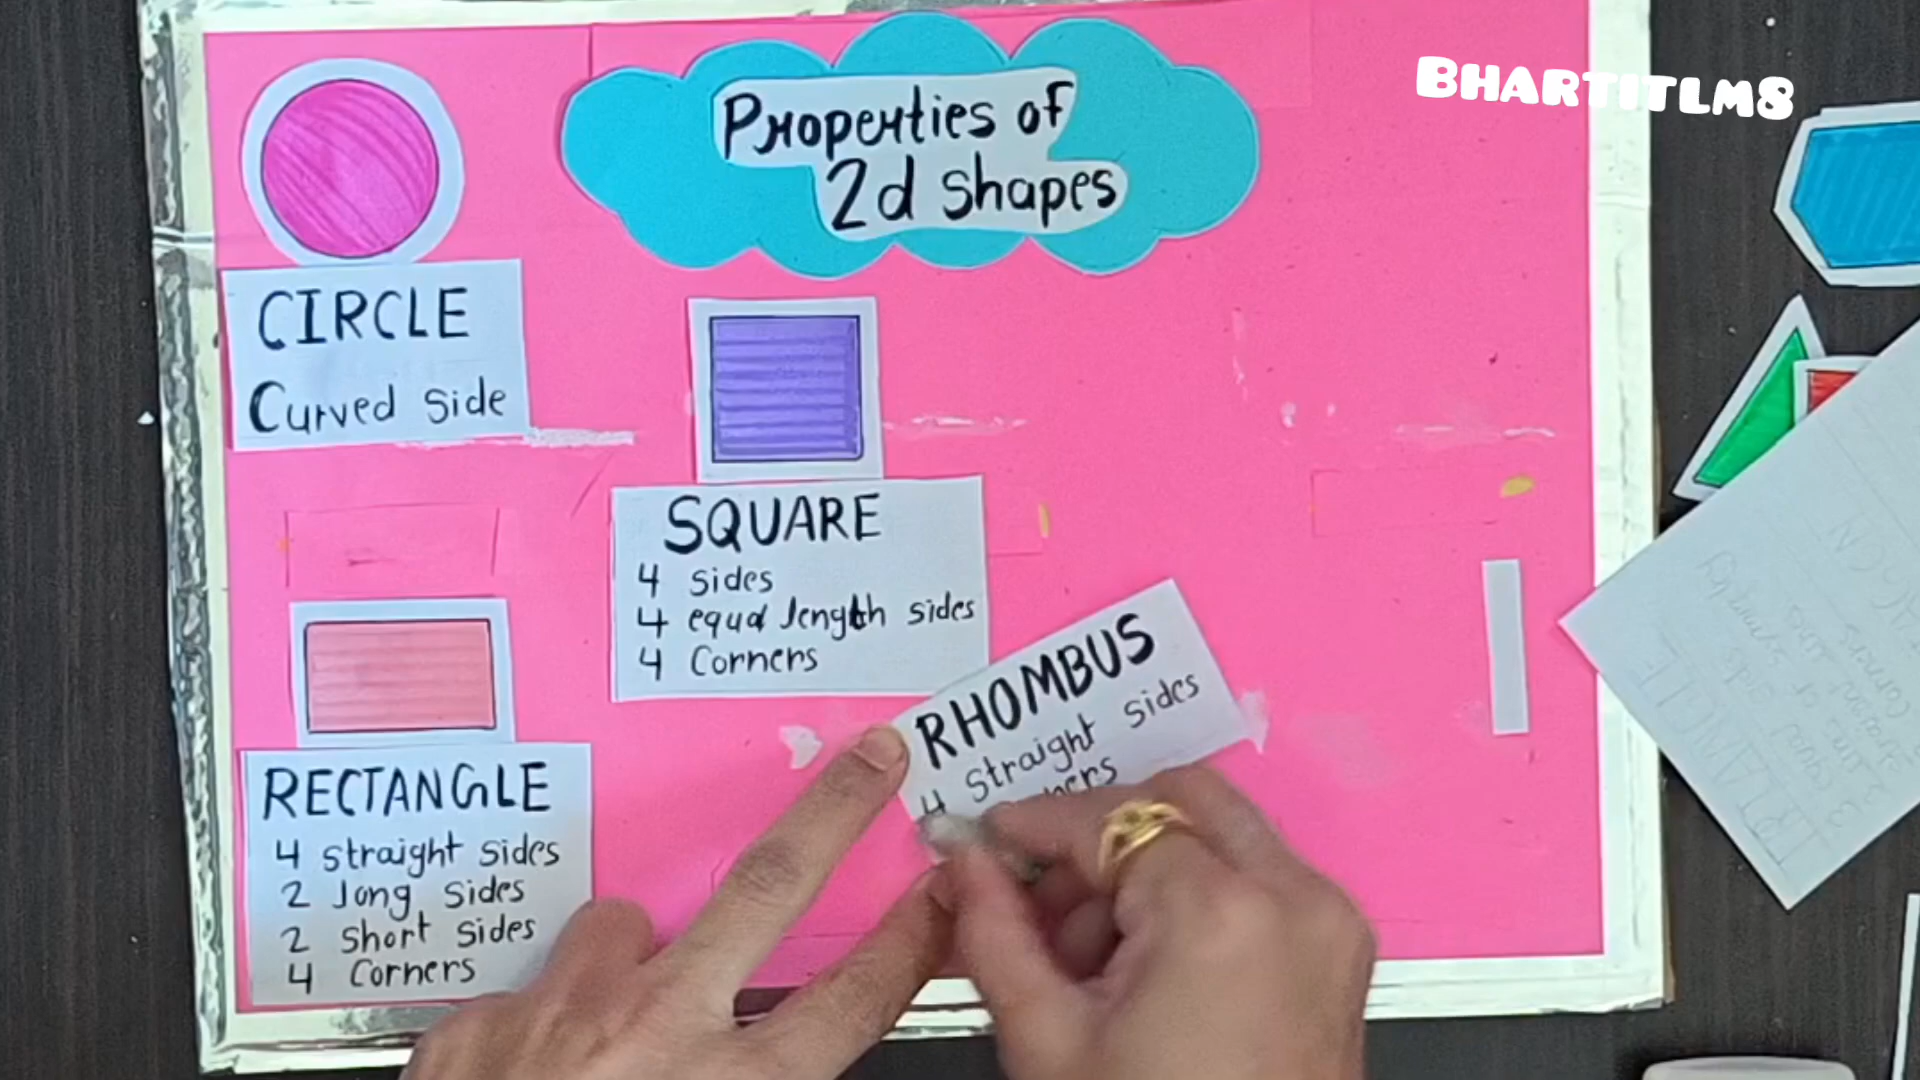 BHARTITLM8
Properties of
2d shapes
CIRCLE
Curved side
SQUARE
4 sides
4 equal length sides
4 Corners
RHOMBUS
4 straight sides
RECTANGLE
4 straight sides
2 long sides
2 short sides
4 Corners